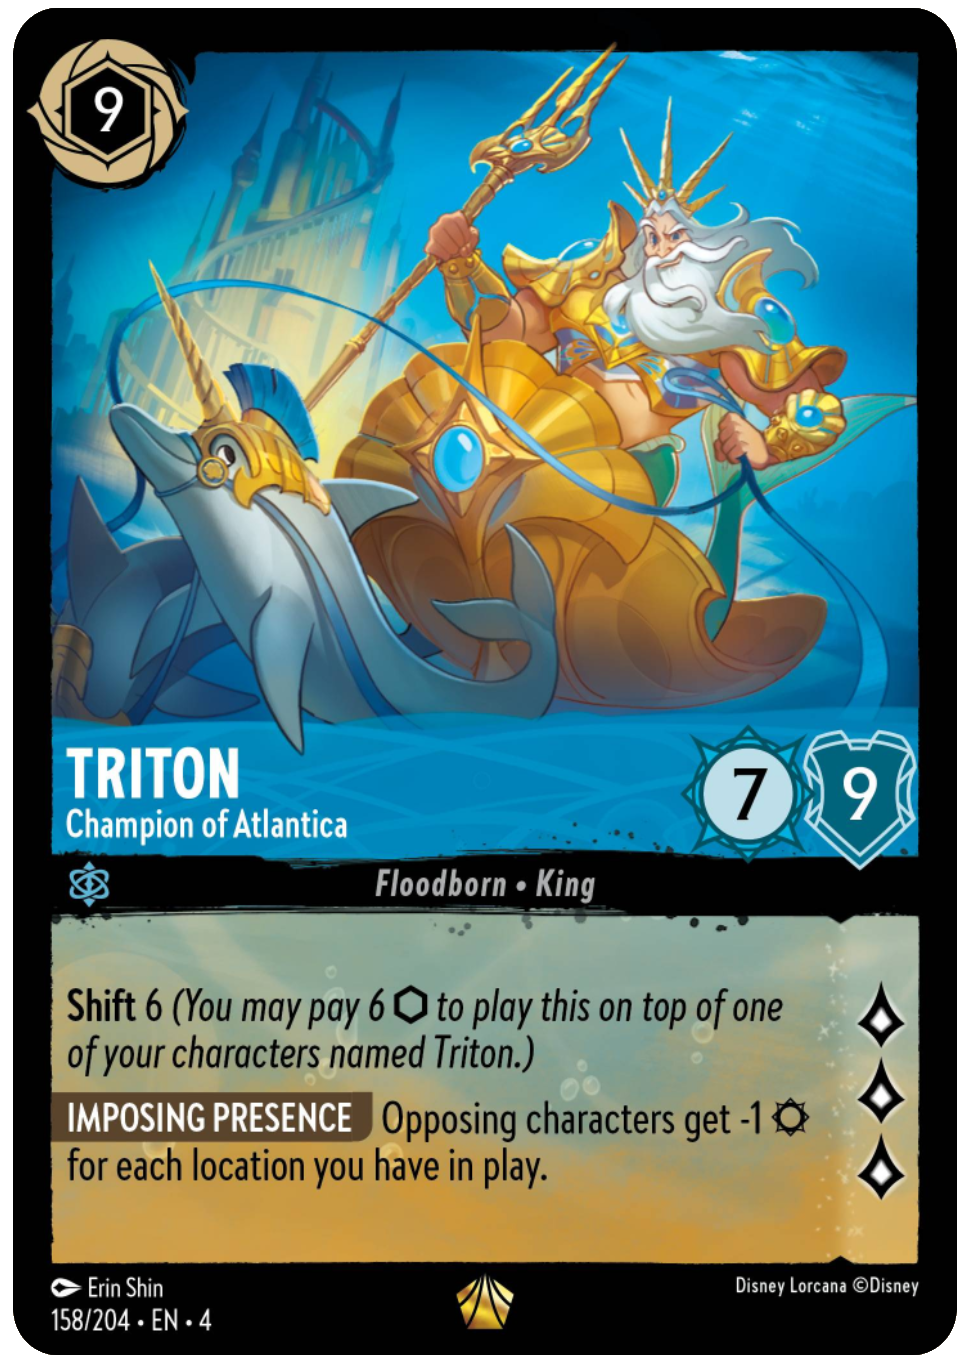 9
TRITON
Champion of Atlantica
7 9
Floodborn • King
Shift 6 (You may pay 6 ⬡ to play this on top of one
of your characters named Triton.)
IMPOSING PRESENCE Opposing characters get -1 ¤
for each location you have in play.
Erin Shin
Disney Lorcana ©Disney
158/204 • EN • 4